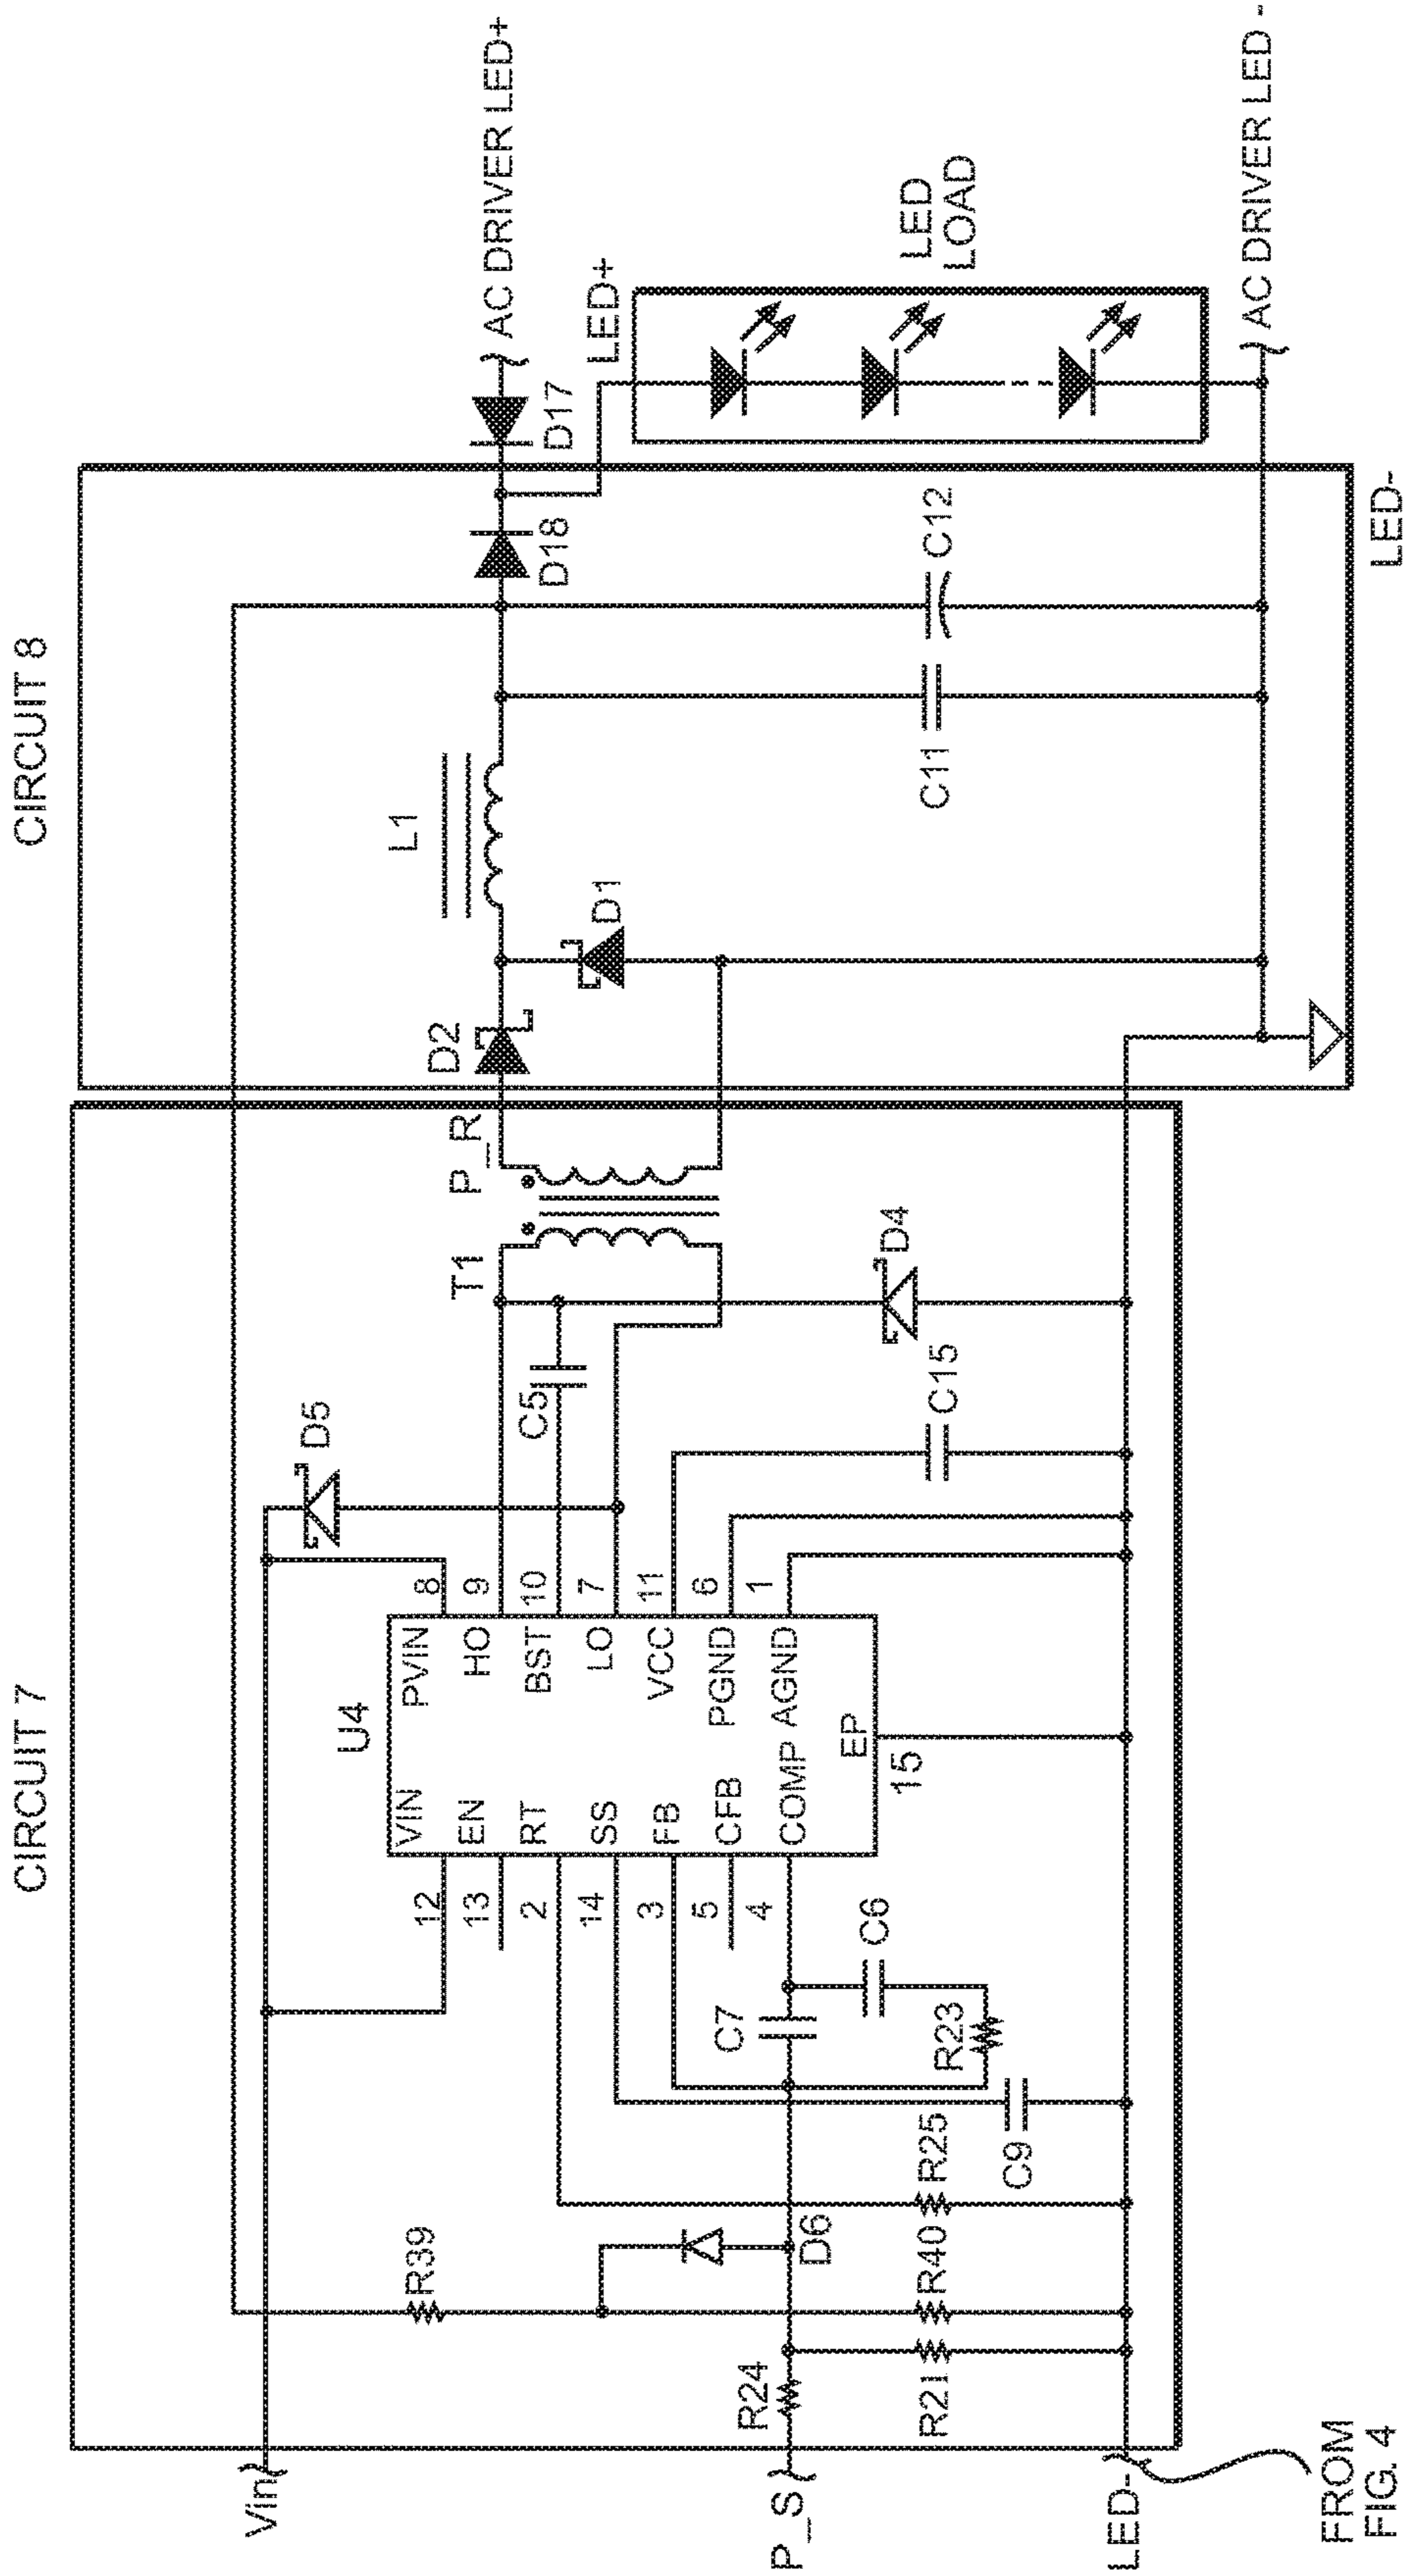 CIRCUIT 7
CIRCUIT 8
Vin
P_S
LED-
FROM
FIG. 4
R24
R21
R39
R40
D6
R25
C9
R23
C7
C6
U4
12
13
2
14
3
5
4
VIN
EN
RT
SS
FB
CFB
COMP
AGND
EP
15
PVIN
HO
BST
LO
VCC
PGND
8
9
10
7
11
6
1
D5
C5
C15
D4
T1
P_R
D2
D1
L1
C11
C12
D18
D17
LED-
LED+
LED
LOAD
AC DRIVER LED+
AC DRIVER LED -